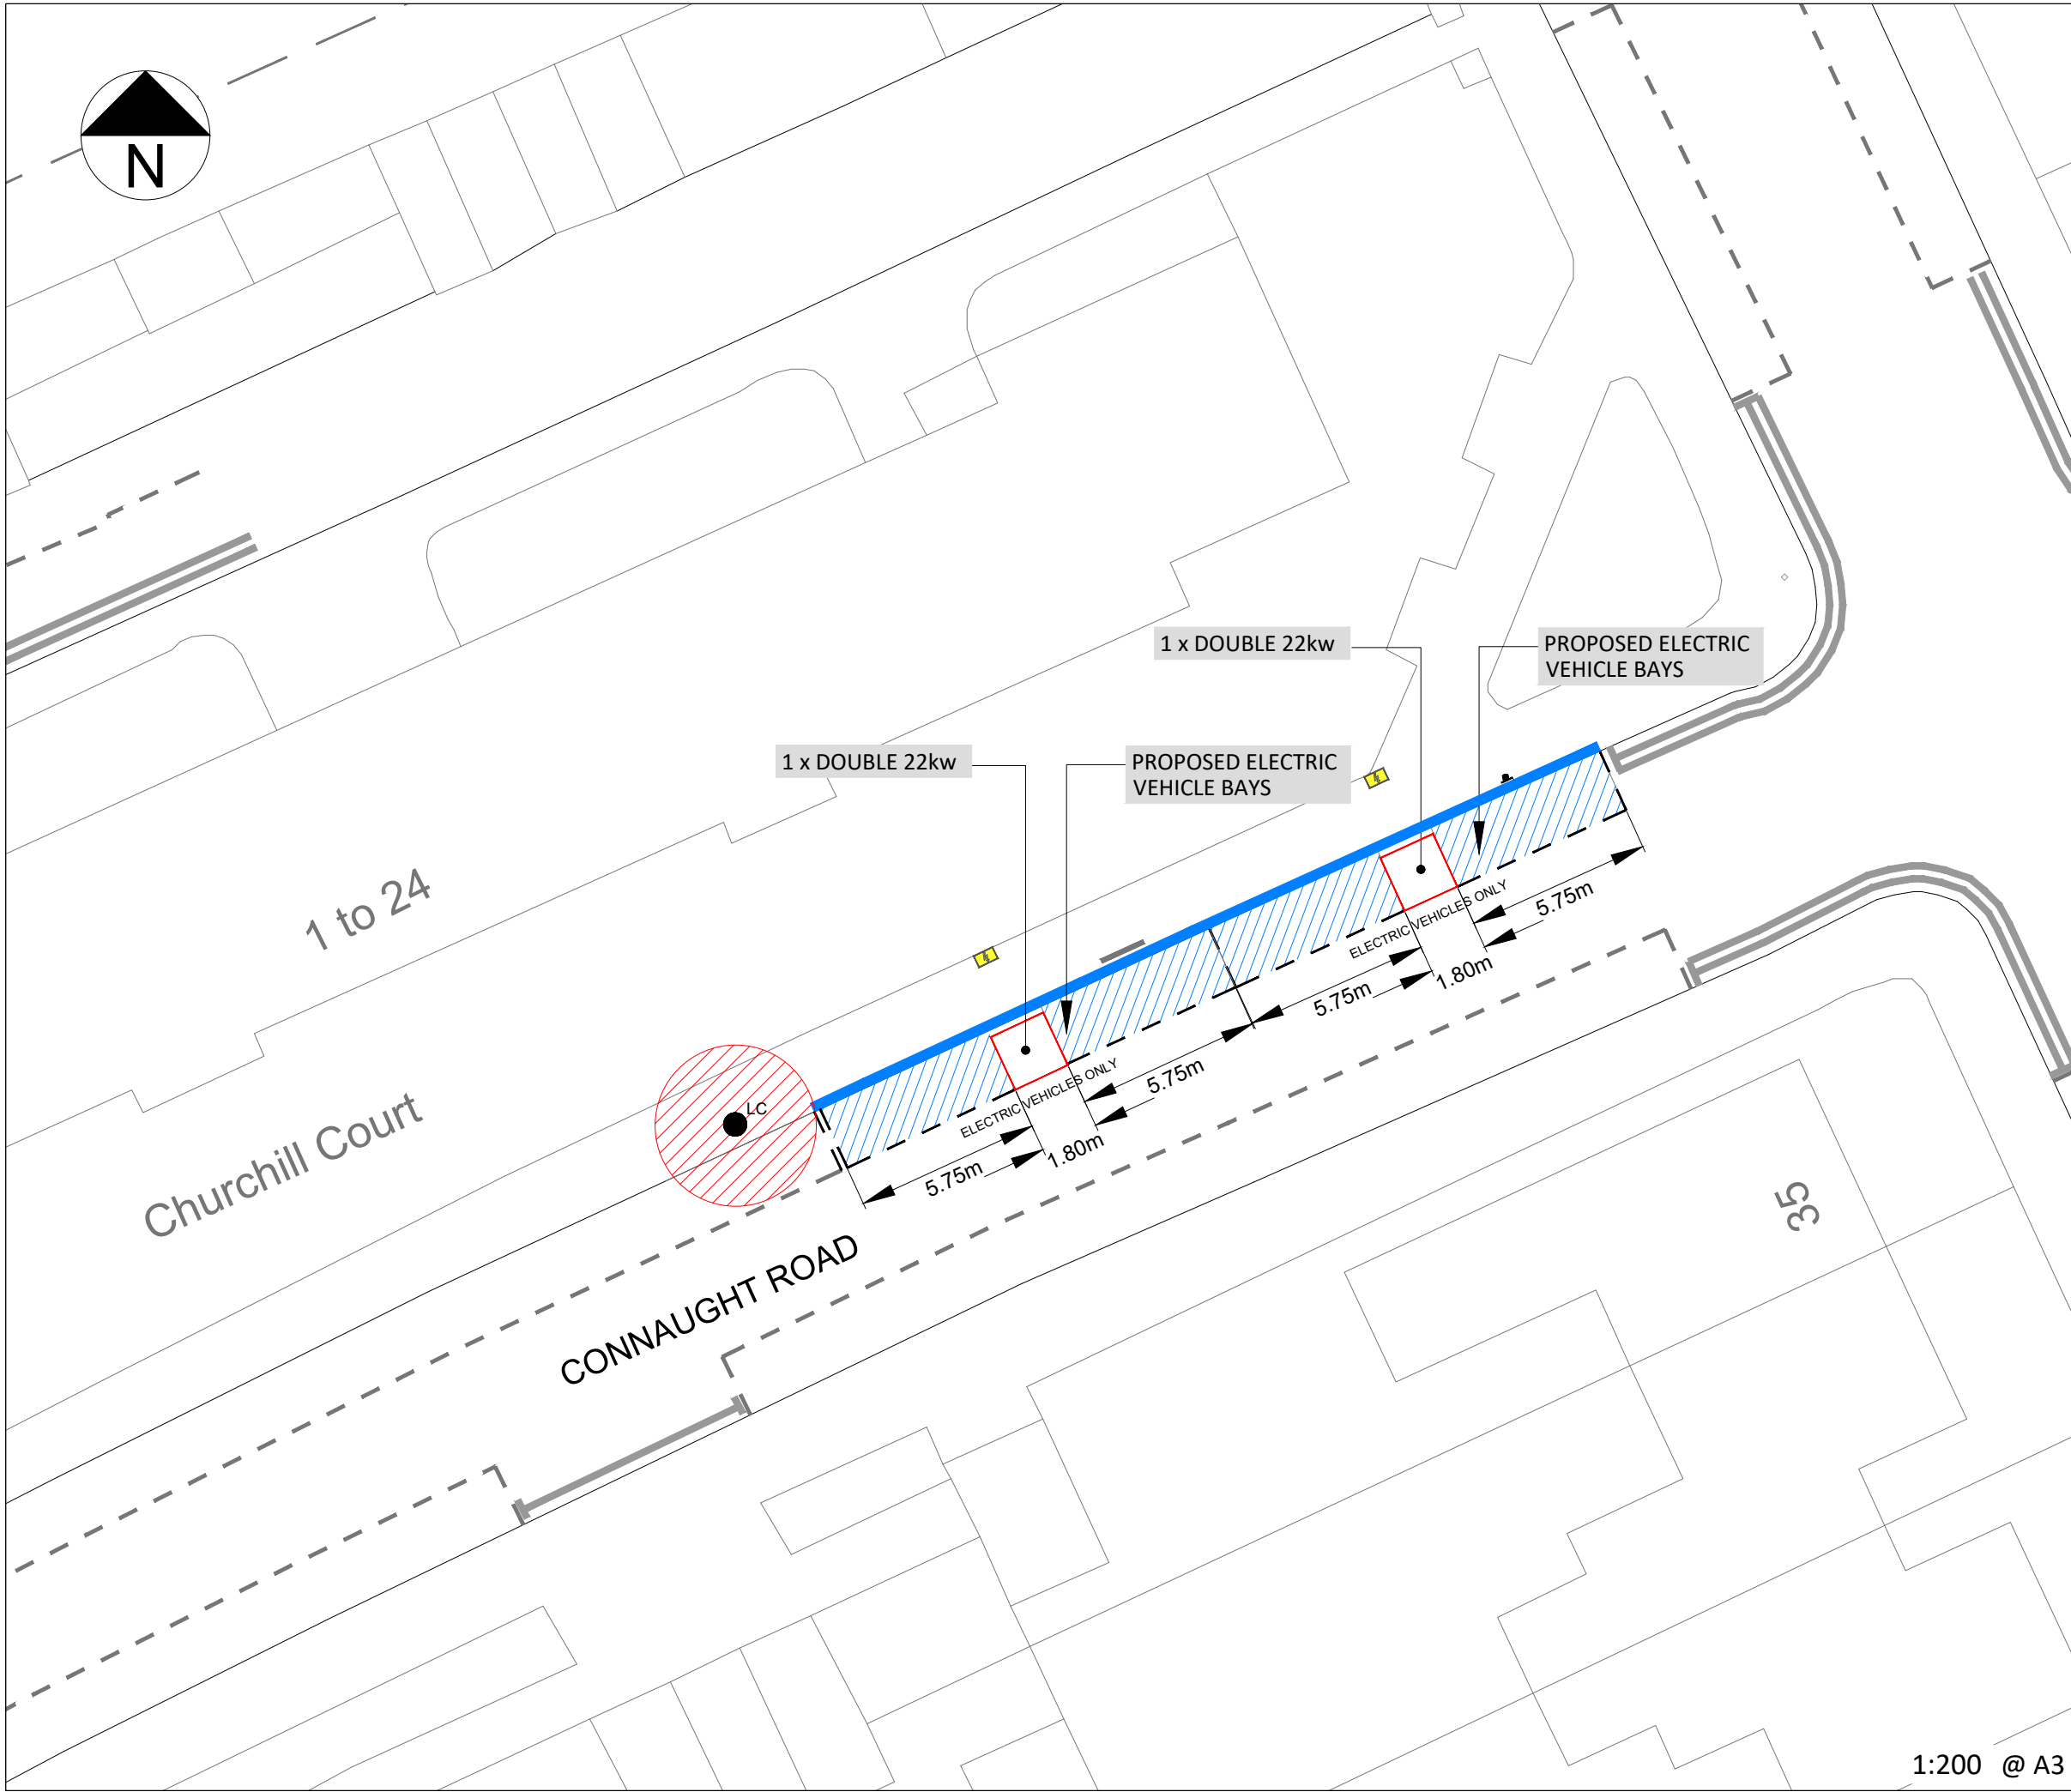 N
1 x DOUBLE 22kw
PROPOSED ELECTRIC
VEHICLE BAYS
1 x DOUBLE 22kw
PROPOSED ELECTRIC
VEHICLE BAYS
1 to 24
ELECTRIC VEHICLES ONLY
5.75m
1.80m
5.75m
ELECTRIC VEHICLES ONLY
5.75m
1.80m
5.75m
LC
Churchill Court
35
CONNAUGHT ROAD
1:200 @ A3